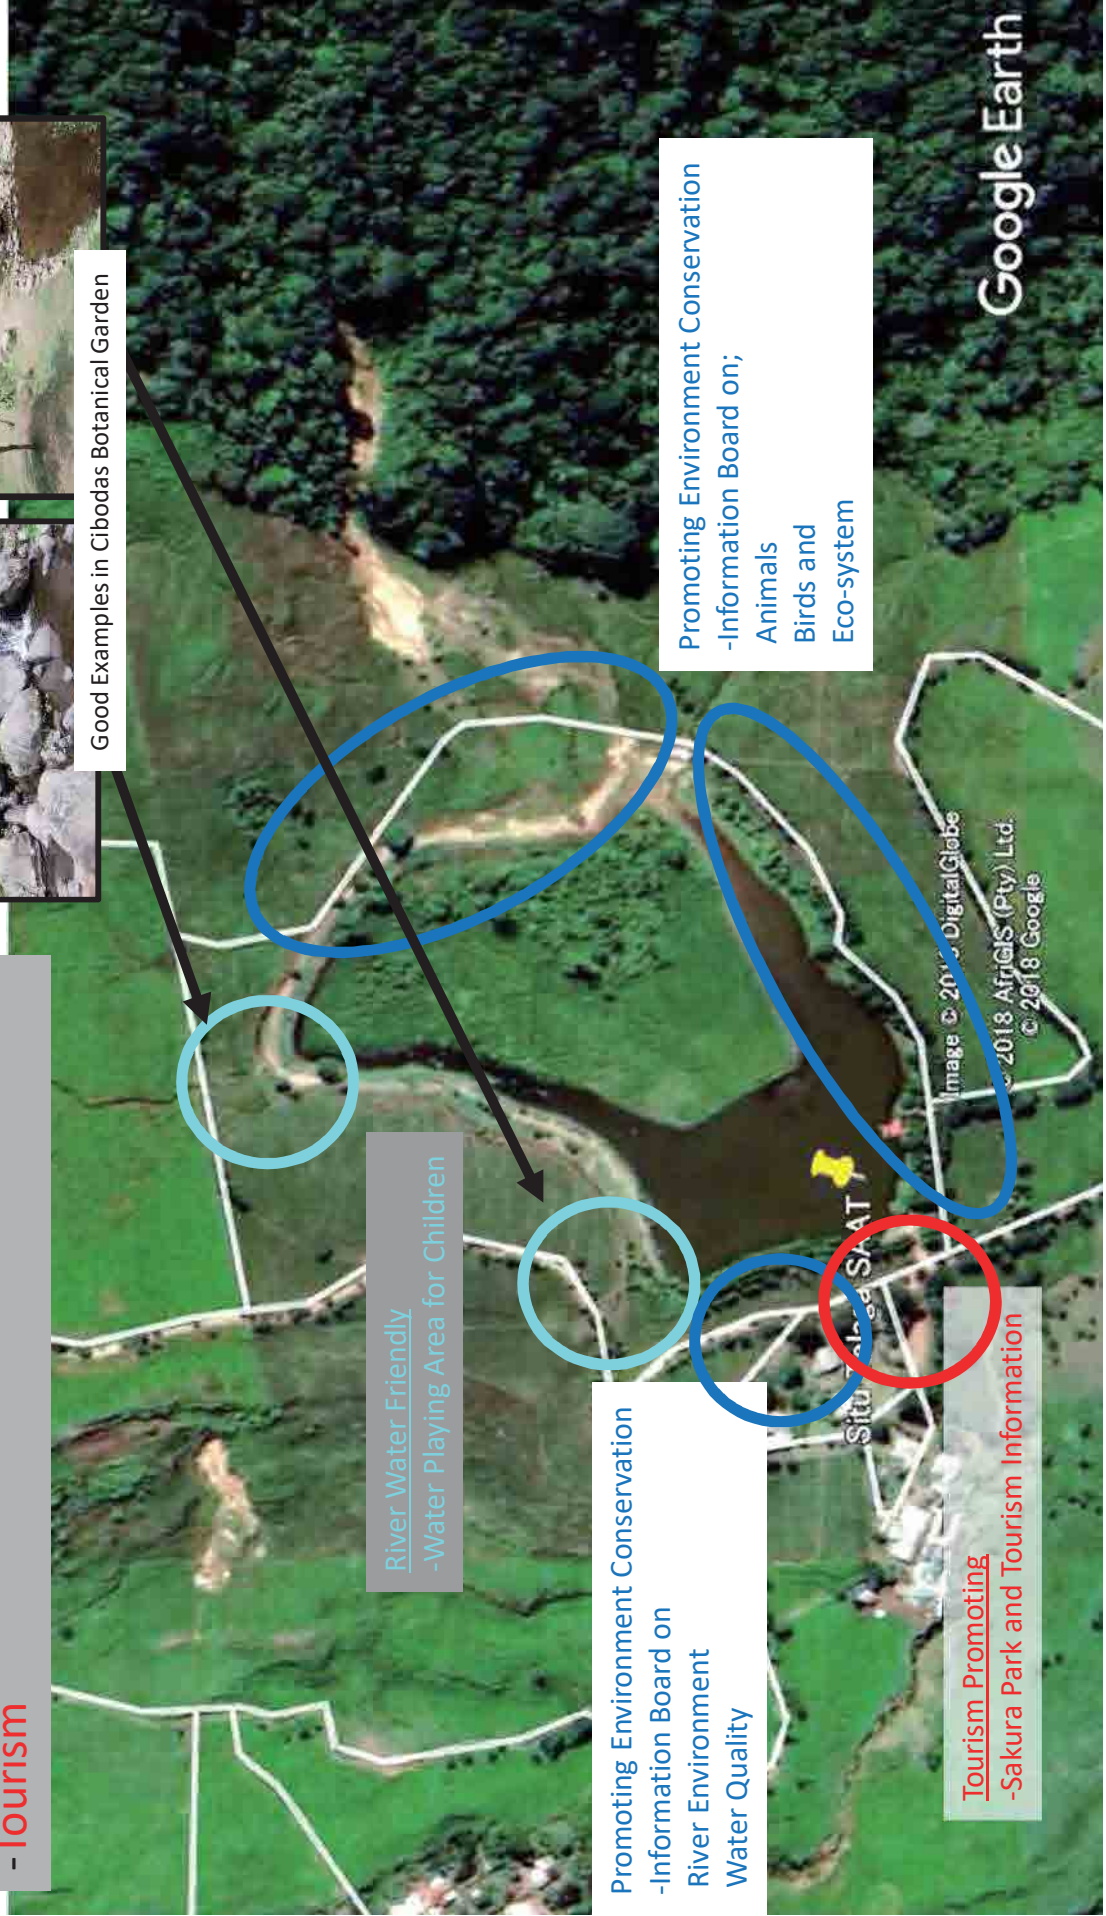 - Tourism
Good Examples in Cibodas Botanical Garden
River Water Friendly
-Water Playing Area for Children
Promoting Environment Conservation
-Information Board on;
Animals
Birds and
Eco-system
Promoting Environment Conservation
-Information Board on
River Environment
Water Quality
Tourism Promoting
-Sakura Park and Tourism Information
Situ
SAAT
Image © 2018 DigitalGlobe
© 2018 AfriGIS (Pty) Ltd.
© 2018 Google
Google Earth